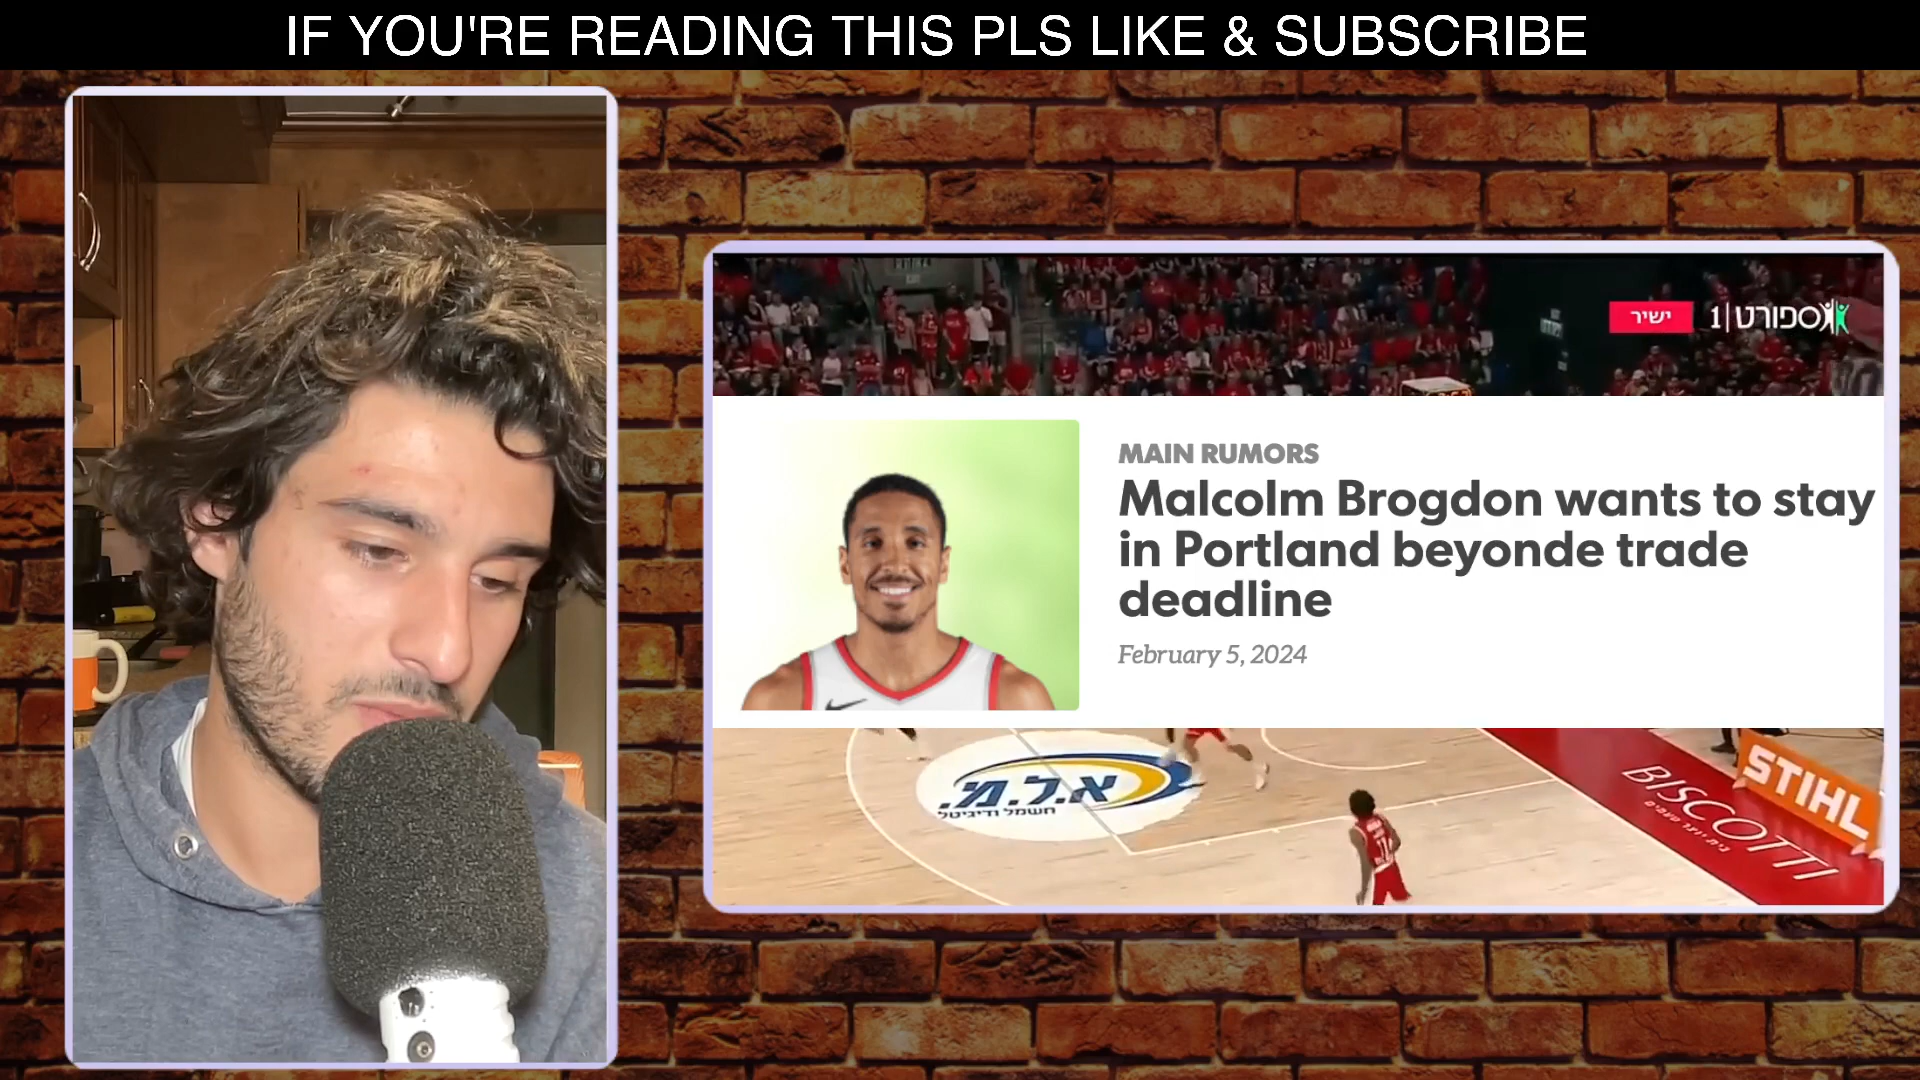 IF YOU'RE READING THIS PLS LIKE & SUBSCRIBE
ישיר
ספורט|1
MAIN RUMORS
Malcolm Brogdon wants to stay
in Portland beyonde trade
deadline
February 5, 2024
א.ל.מ.
חשמל ודיגיטל
BISCOTTI
STIHL